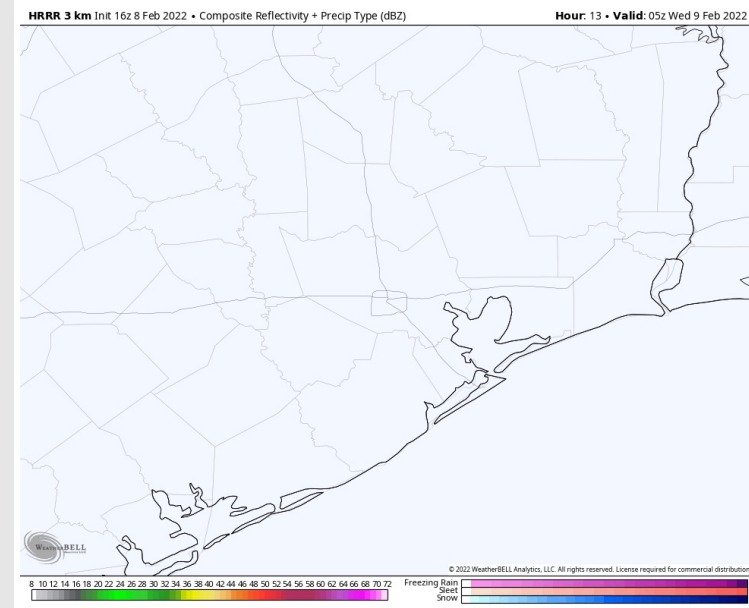 HRRR 3 km Init 16z 8 Feb 2022 • Composite Reflectivity + Precip Type (dBZ) Hour: 13 • Valid: 05z Wed 9 Feb 2022
WEATHERBELL
© 2022 WeatherBELL Analytics, LLC. All rights reserved. License required for commercial distribution
8 10 12 14 16 18 20 22 24 26 28 30 32 34 36 38 40 42 44 46 48 50 52 54 56 58 60 62 64 66 68 70 72
Freezing Rain
Sleet
Snow